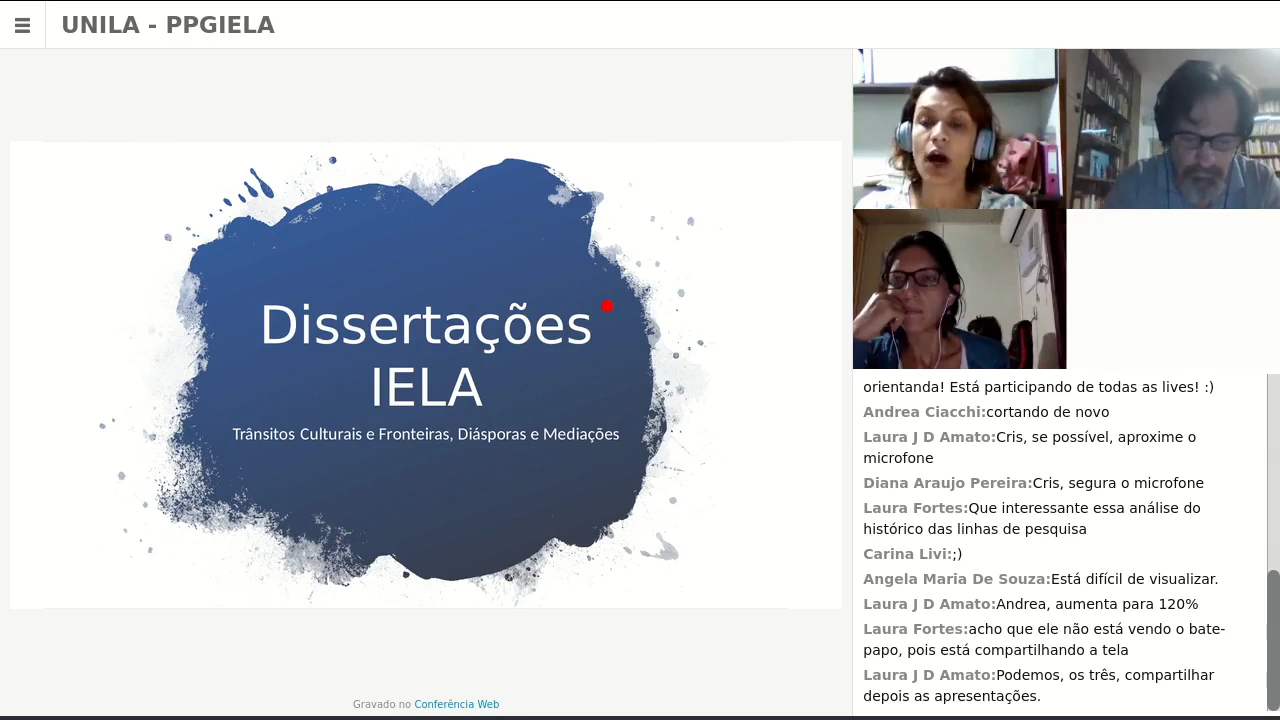 UNILA - PPGIELA
Dissertações
IELA
Trânsitos Culturais e Fronteiras, Diásporas e Mediações
Gravado no Conferência Web
orientanda! Está participando de todas as lives! :)
Andrea Ciacchi:cortando de novo
Laura J D Amato:Cris, se possível, aproxime o
microfone
Diana Araujo Pereira:Cris, segura o microfone
Laura Fortes:Que interessante essa análise do
histórico das linhas de pesquisa
Carina Livi:;)
Angela Maria De Souza:Está difícil de visualizar.
Laura J D Amato:Andrea, aumenta para 120%
Laura Fortes:acho que ele não está vendo o bate-
papo, pois está compartilhando a tela
Laura J D Amato:Podemos, os três, compartilhar
depois as apresentações.